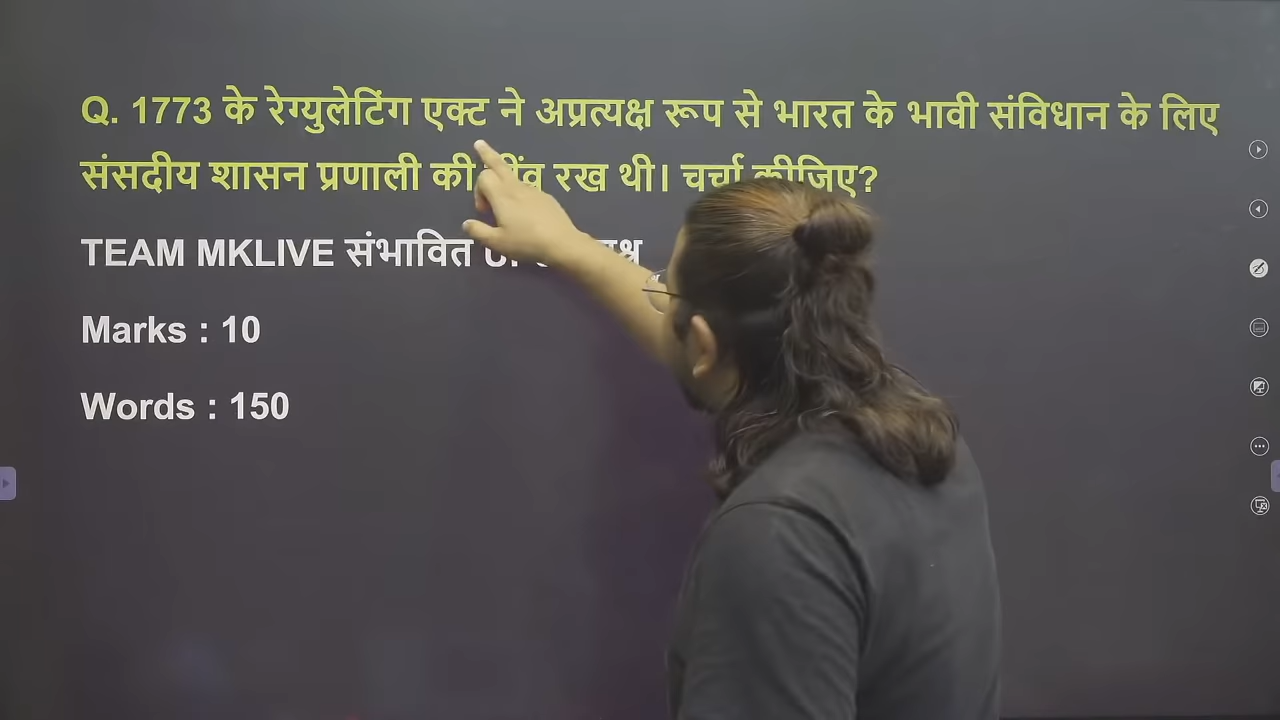 Q. 1773 के रेग्युलेटिंग एक्ट ने अप्रत्यक्ष रूप से भारत के भावी संविधान के लिए
संसदीय शासन प्रणाली की नींव रख थी। चर्चा कीजिए?
TEAM MKLIVE संभावित
Marks : 10
Words : 150